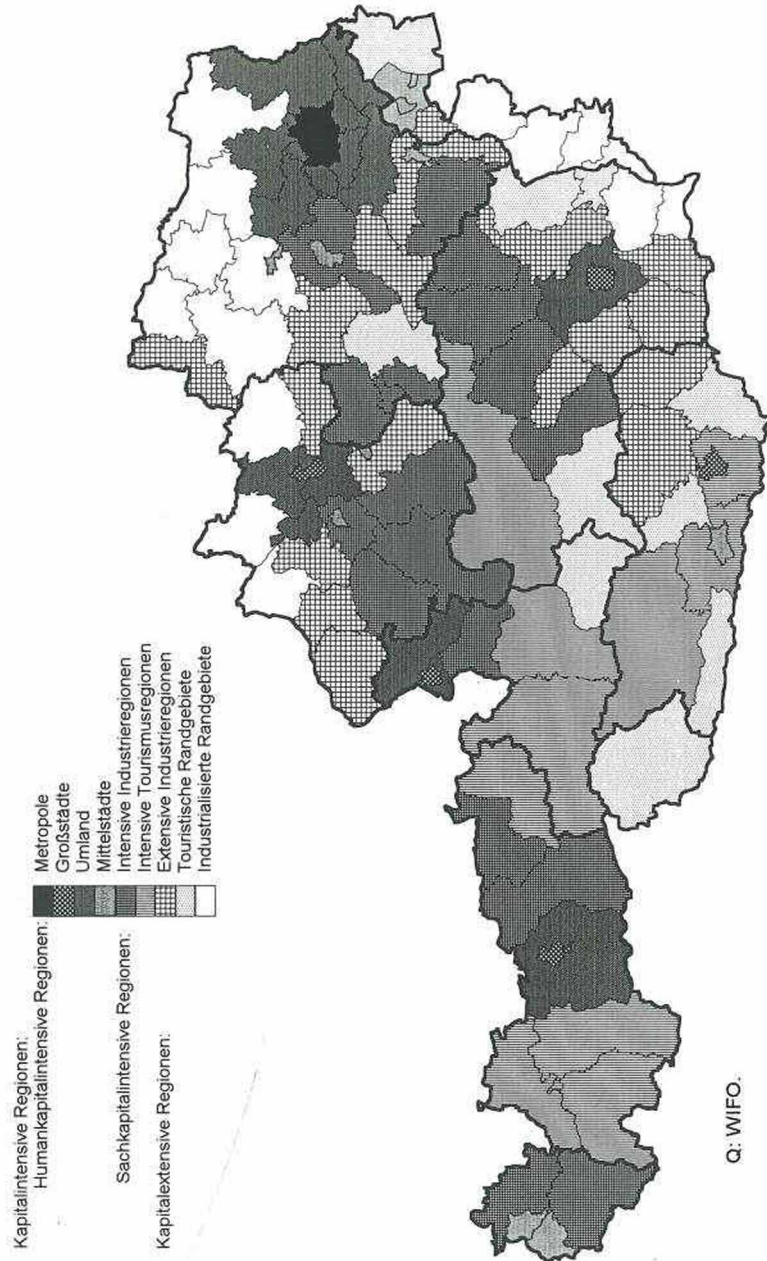 Kapitalintensive Regionen:
Humankapitalintensive Regionen:
Metropole
Großstädte
Umland
Mittelstädte
Sachkapitalintensive Regionen:
Intensive Industrieregionen
Intensive Tourismusregionen
Kapitalextensive Regionen:
Extensive Industrieregionen
Touristische Randgebiete
Industrialisierte Randgebiete
Q: WIFO.